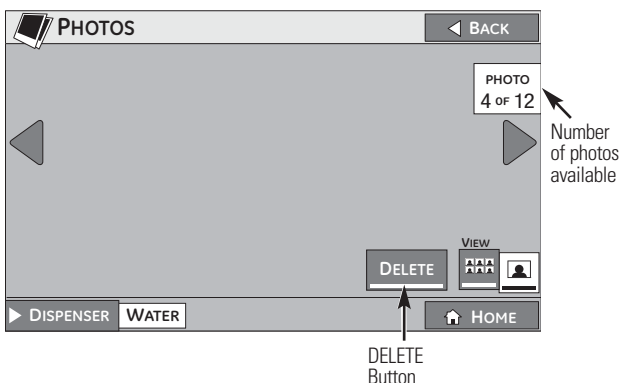 PHOTOS
BACK
PHOTO
4 OF 12
Number
of photos
available
VIEW
DELETE
DISPENSER WATER
HOME
DELETE
Button